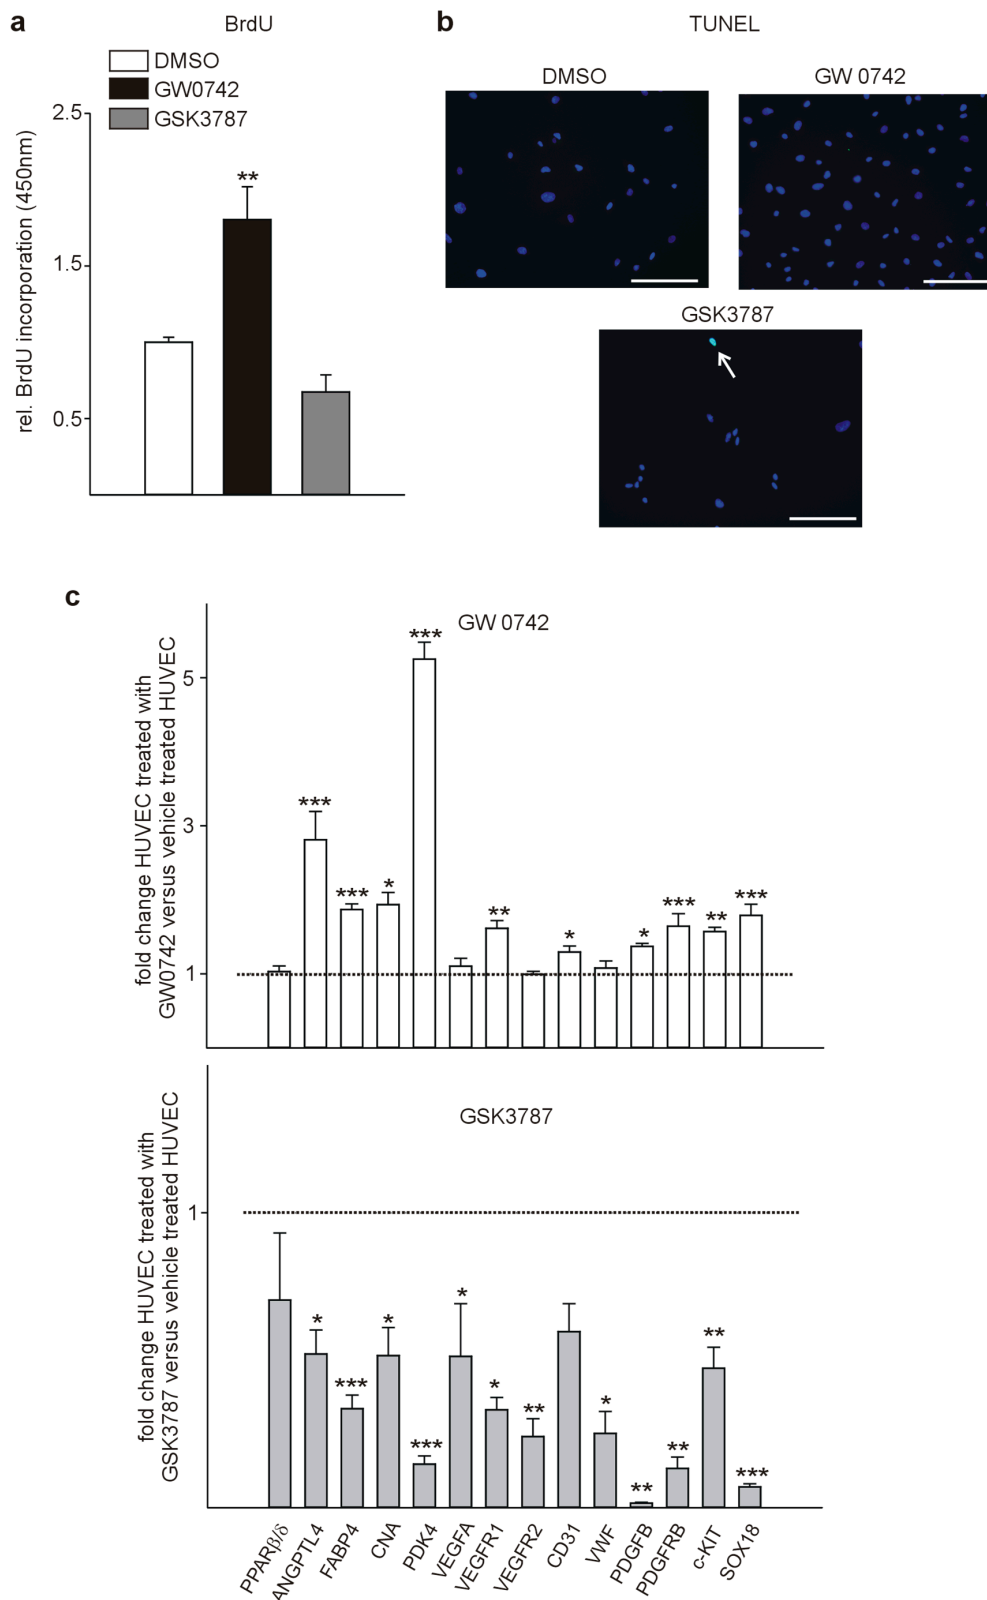 a
BrdU
DMSO
GW0742
GSK3787
rel. BrdU incorporation (450nm)
2.5
1.5
0.5
**
b
TUNEL
DMSO
GW 0742
GSK3787
c
GW 0742
fold change HUVEC treated with
GW0742 versus vehicle treated HUVEC
5
3
1
***
***
*
***
**
*
*
***
**
***
GSK3787
fold change HUVEC treated with
GSK3787 versus vehicle treated HUVEC
1
*
***
*
***
*
*
**
*
**
**
**
***
PPARβ/δ
ANGPTL4
FABP4
CNA
PDK4
VEGFA
VEGFR1
VEGFR2
CD31
VWF
PDGFB
PDGFRB
c-KIT
SOX18